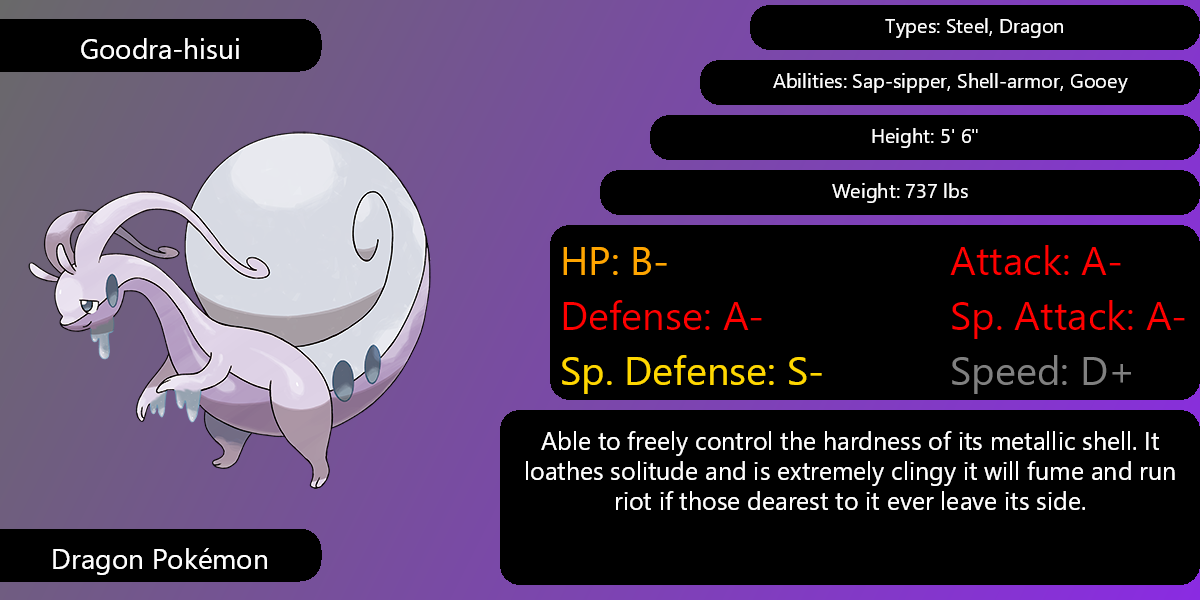 Goodra-hisui
Types: Steel, Dragon
Abilities: Sap-sipper, Shell-armor, Gooey
Height: 5' 6"
Weight: 737 lbs
HP: B-
Attack: A-
Defense: A-
Sp. Attack: A-
Sp. Defense: S-
Speed: D+
Able to freely control the hardness of its metallic shell. It
loathes solitude and is extremely clingy it will fume and run
riot if those dearest to it ever leave its side.
Dragon Pokémon